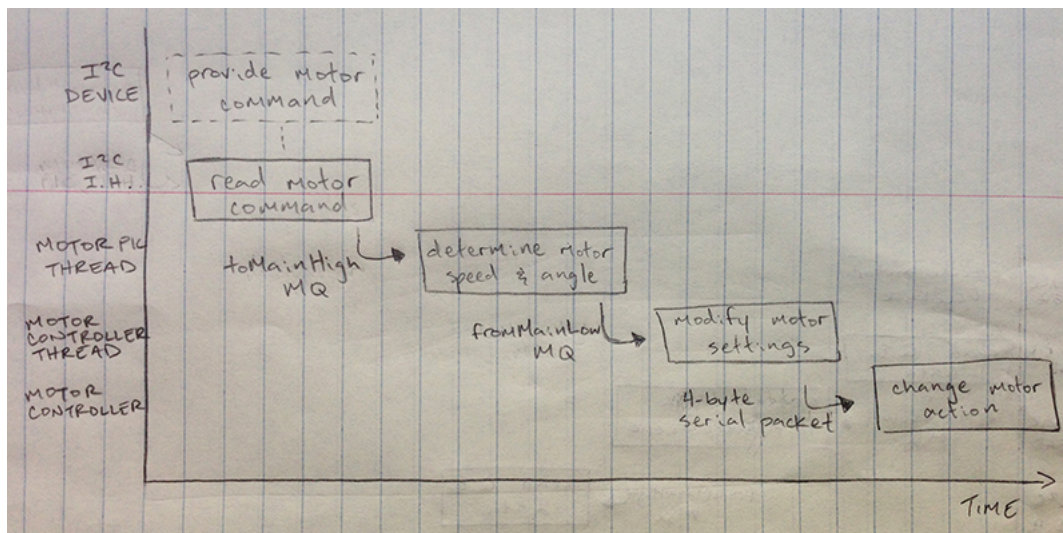 I²C
DEVICE
provide motor
command
I²C
I.H.
read motor
command
MOTOR PIC
THREAD
toMainHigh
MQ
determine motor
speed & angle
MOTOR
CONTROLLER
THREAD
fromMainLow
MQ
modify motor
settings
MOTOR
CONTROLLER
4-byte
serial packet
change motor
action
TIME